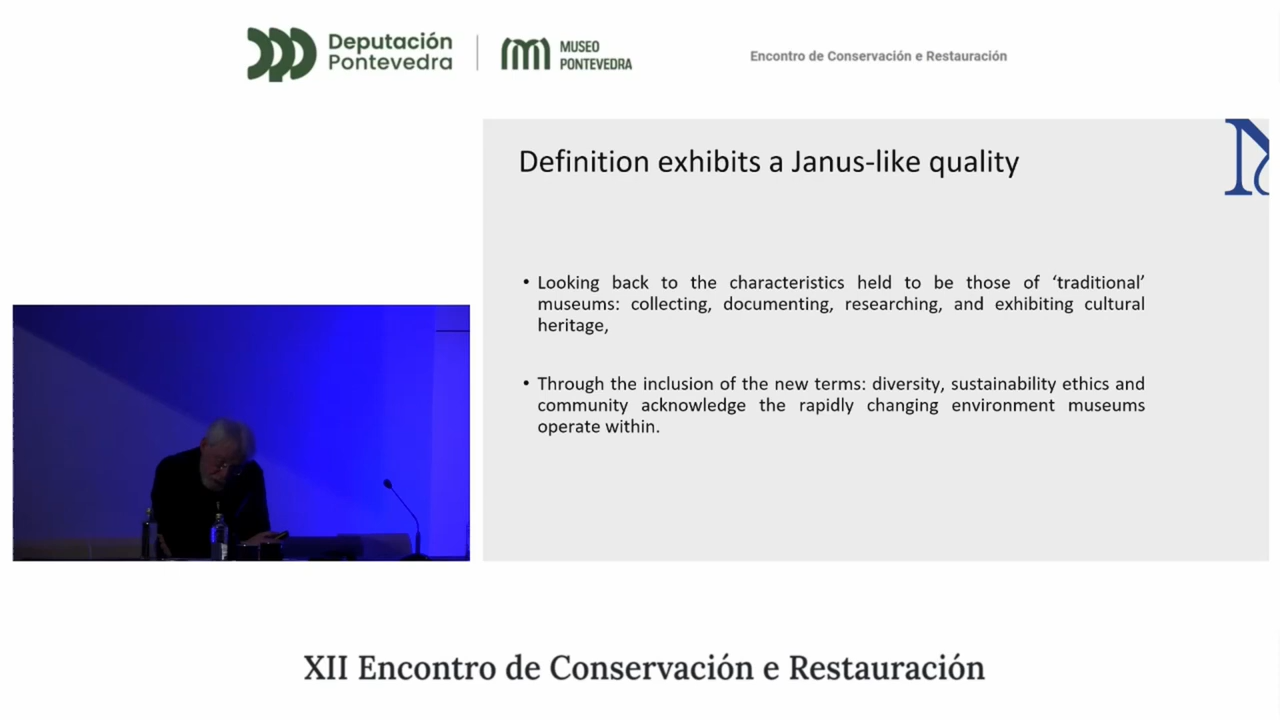 Deputación
Pontevedra
MUSEO
PONTEVEDRA
Encontro de Conservación e Restauración
Definition exhibits a Janus-like quality
• Looking back to the characteristics held to be those of ‘traditional’
museums: collecting, documenting, researching, and exhibiting cultural
heritage,
• Through the inclusion of the new terms: diversity, sustainability ethics and
community acknowledge the rapidly changing environment museums
operate within.
XII Encontro de Conservación e Restauración